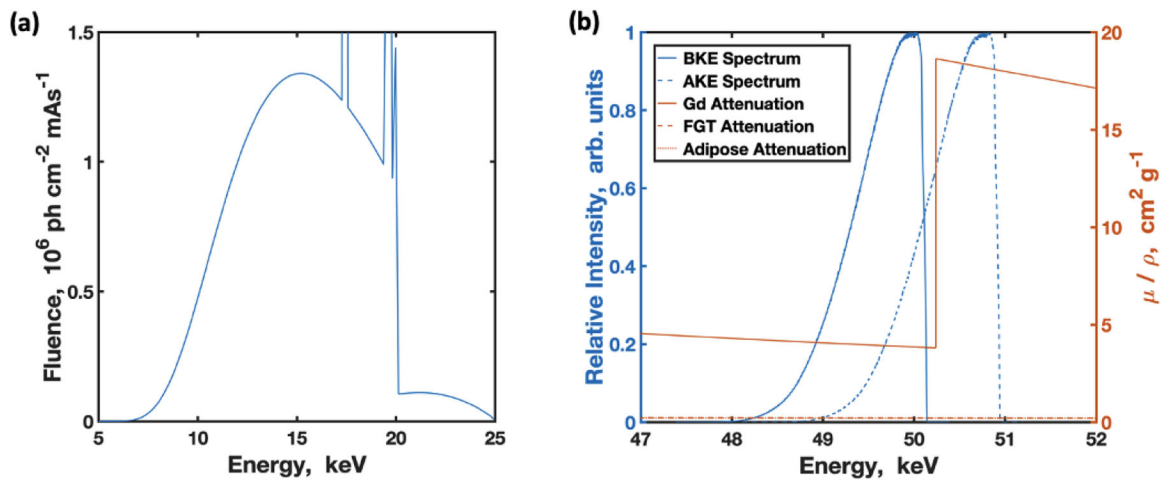 (a)
1.5
1
0.5
0
Fluence, 10⁶ ph cm⁻² mAs⁻¹
5 10 15 20 25
Energy, keV
(b)
1
0.8
0.6
0.4
0.2
0
Relative Intensity, arb. units
BKE Spectrum
AKE Spectrum
Gd Attenuation
FGT Attenuation
Adipose Attenuation
20
15
10
5
0
μ / ρ, cm² g⁻¹
47 48 49 50 51 52
Energy, keV